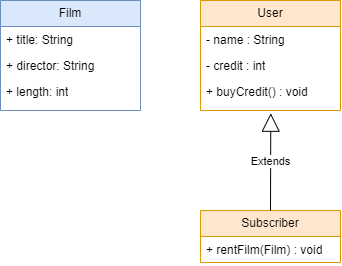 Film
+ title: String
+ director: String
+ length: int
User
- name : String
- credit : int
+ buyCredit() : void
Extends
Subscriber
+ rentFilm(Film) : void